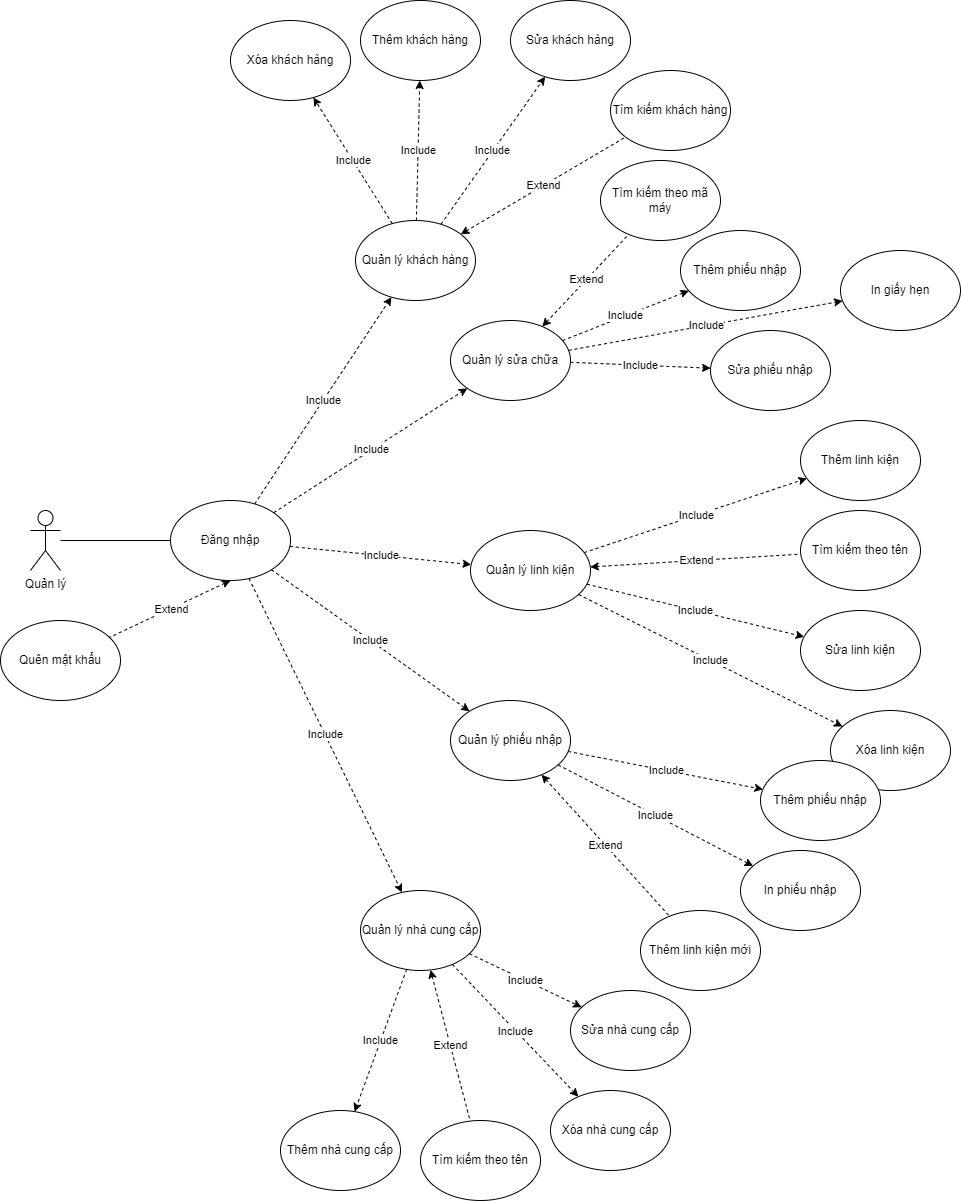 Thêm khách hàng
Sửa khách hàng
Xóa khách hàng
Tìm kiếm khách hàng
Include
Include
Include
Extend
Tìm kiếm theo mã
máy
Quản lý khách hàng
Thêm phiếu nhập
Extend
In giấy hẹn
Include
Include
Quản lý sửa chữa
Include
Sửa phiếu nhập
Include
Include
Thêm linh kiện
Include
Đăng nhập
Include
Extend
Tìm kiếm theo tên
Quản lý linh kiện
Quản lý
Extend
Include
Include
Sửa linh kiện
Quên mật khẩu
Include
Include
Quản lý phiếu nhập
Xóa linh kiện
Include
Thêm phiếu nhập
Include
Extend
In phiếu nhập
Quản lý nhà cung cấp
Thêm linh kiện mới
Include
Include
Sửa nhà cung cấp
Include
Extend
Xóa nhà cung cấp
Thêm nhà cung cấp
Tìm kiếm theo tên